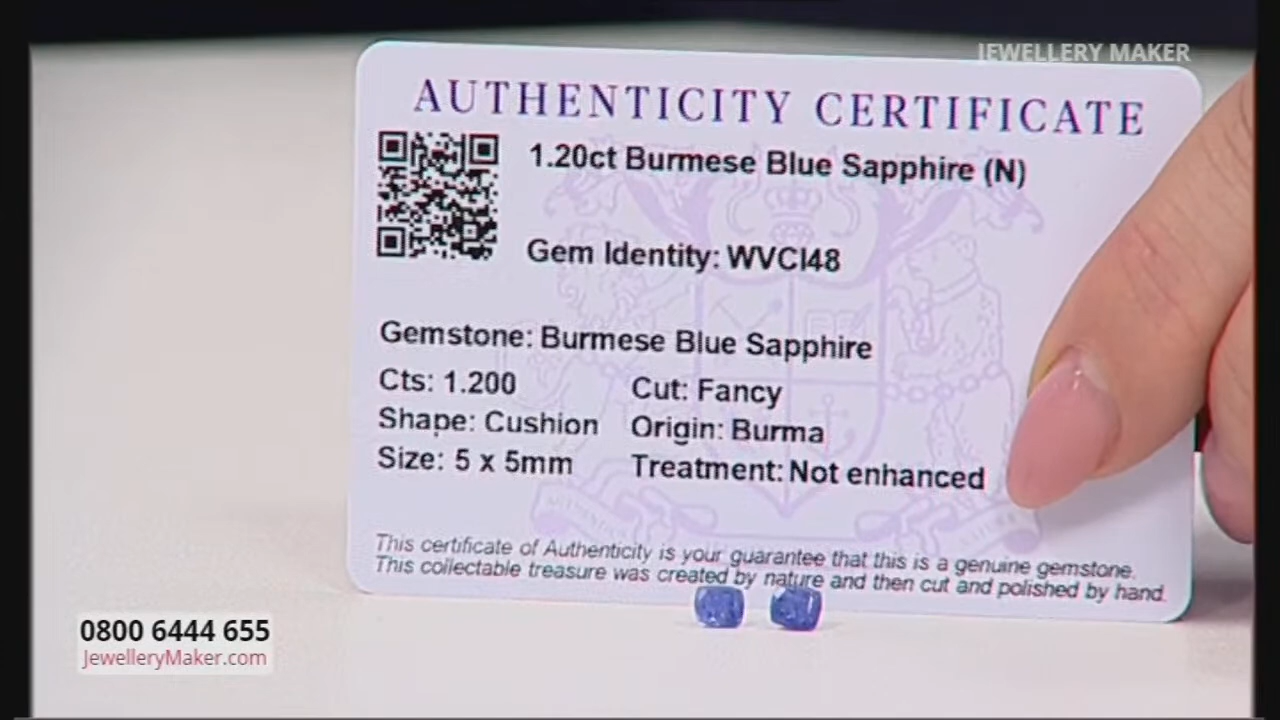 JEWELLERY MAKER
AUTHENTICITY CERTIFICATE
1.20ct Burmese Blue Sapphire (N)
Gem Identity: WVCI48
Gemstone: Burmese Blue Sapphire
Cts: 1.200 Cut: Fancy
Shape: Cushion Origin: Burma
Size: 5 x 5mm Treatment: Not enhanced
This certificate of Authenticity is your guarantee that this is a genuine gemstone.
This collectable treasure was created by nature and then cut and polished by hand.
0800 6444 655
JewelleryMaker.com